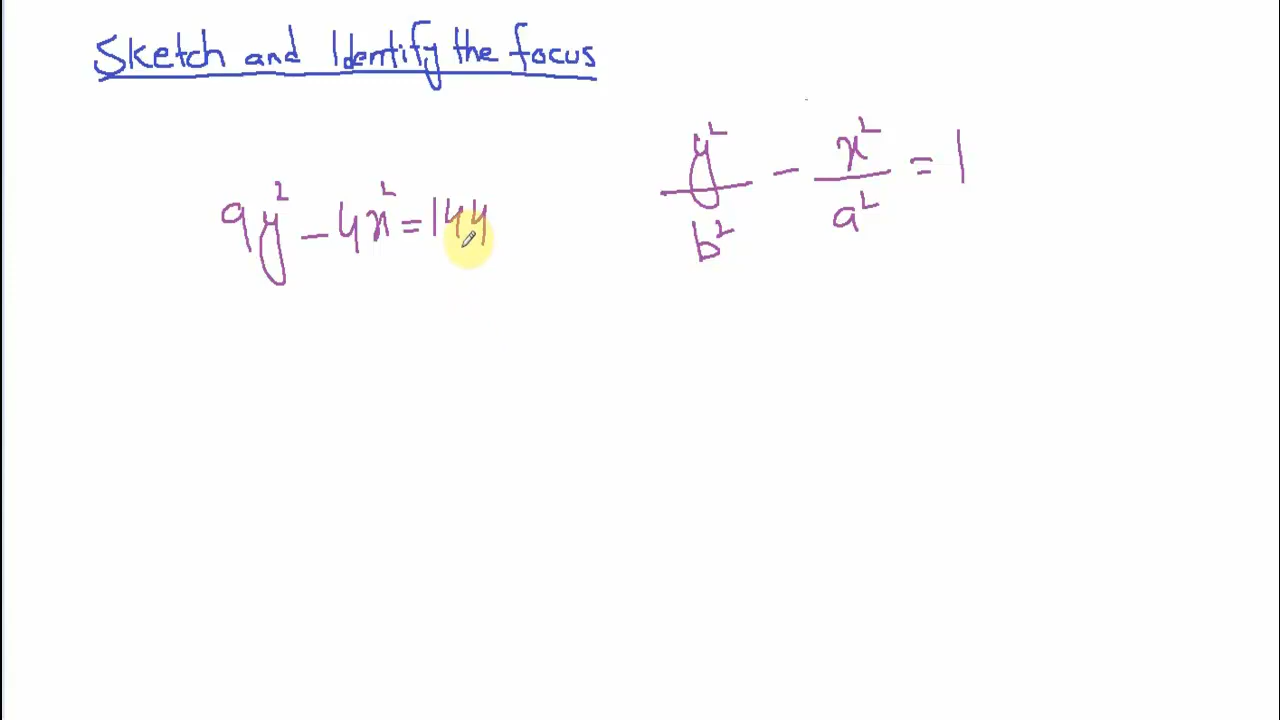 Sketch and Identify the focus
9y² - 4x² = 144
y²/b² - x²/a² = 1